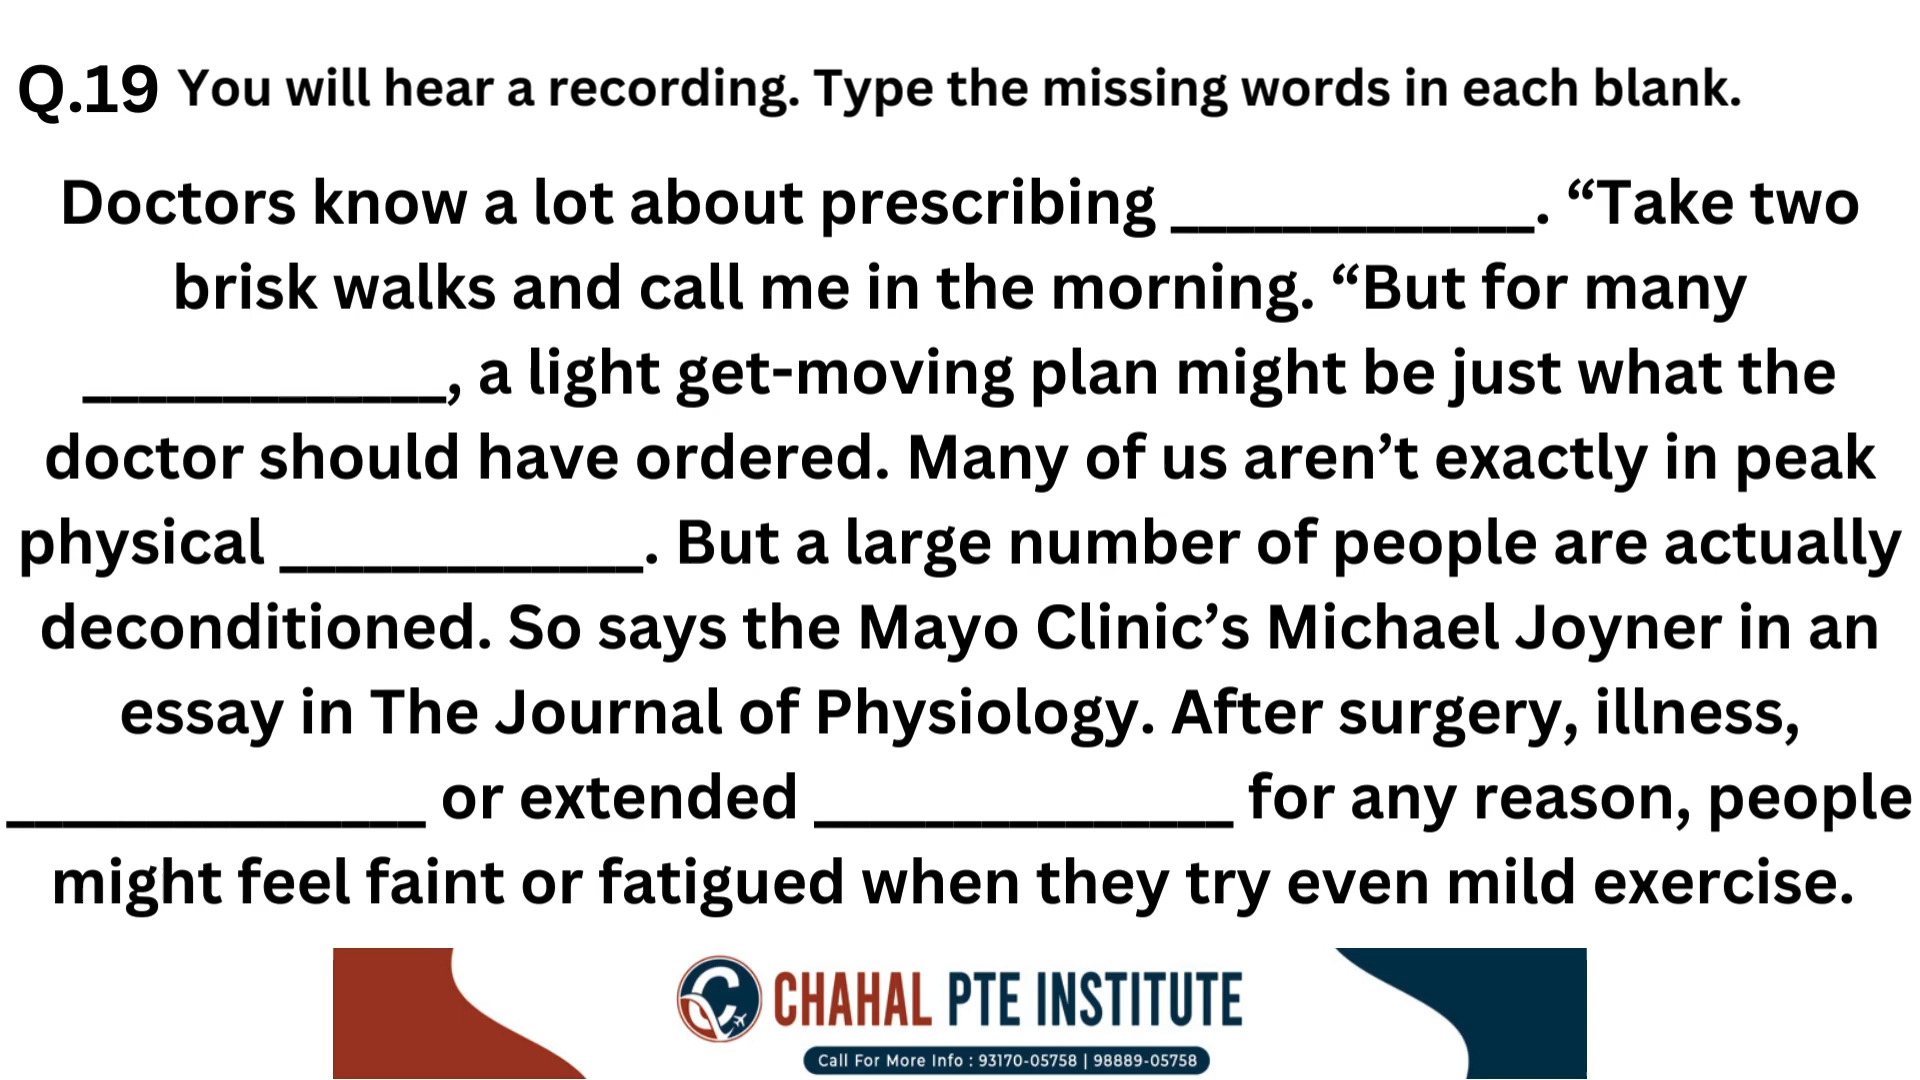 Q.19 You will hear a recording. Type the missing words in each blank.
Doctors know a lot about prescribing _____________. “Take two
brisk walks and call me in the morning. “But for many
_____________, a light get-moving plan might be just what the
doctor should have ordered. Many of us aren’t exactly in peak
physical _____________. But a large number of people are actually
deconditioned. So says the Mayo Clinic’s Michael Joyner in an
essay in The Journal of Physiology. After surgery, illness,
_______________ or extended _______________ for any reason, people
might feel faint or fatigued when they try even mild exercise.
CHAHAL PTE INSTITUTE
Call For More Info : 93170-05758 | 98889-05758